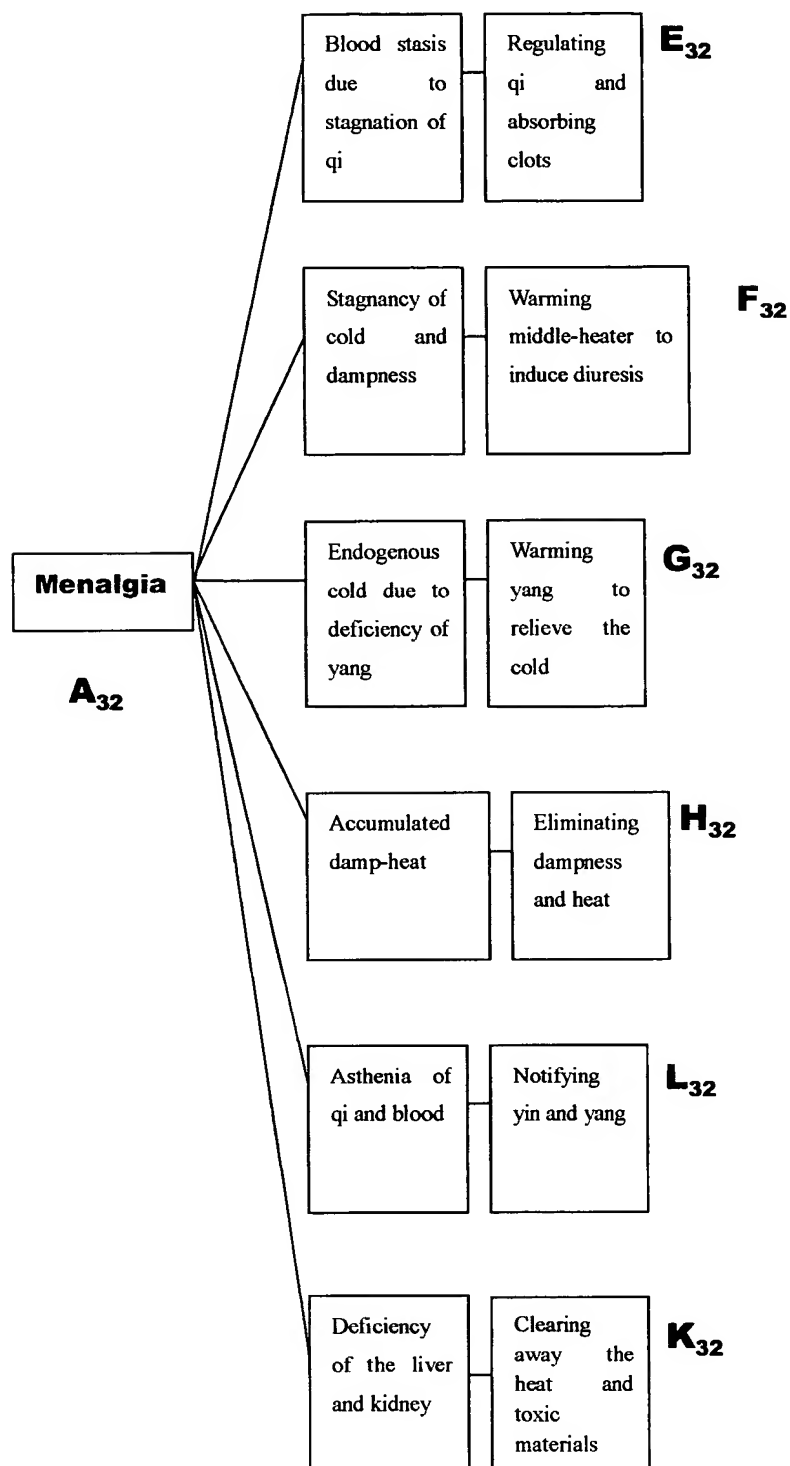 Blood stasis
due to
stagnation of
qi
Regulating
qi and
absorbing
clots
E32
Stagnancy of
cold and
dampness
Warming
middle-heater to
induce diuresis
F32
Menalgia
A32
Endogenous
cold due to
deficiency of
yang
Warming
yang to
relieve the
cold
G32
Accumulated
damp-heat
Eliminating
dampness
and heat
H32
Asthenia of
qi and blood
Notifying
yin and yang
L32
Deficiency
of the liver
and kidney
Clearing
away the
heat and
toxic
materials
K32